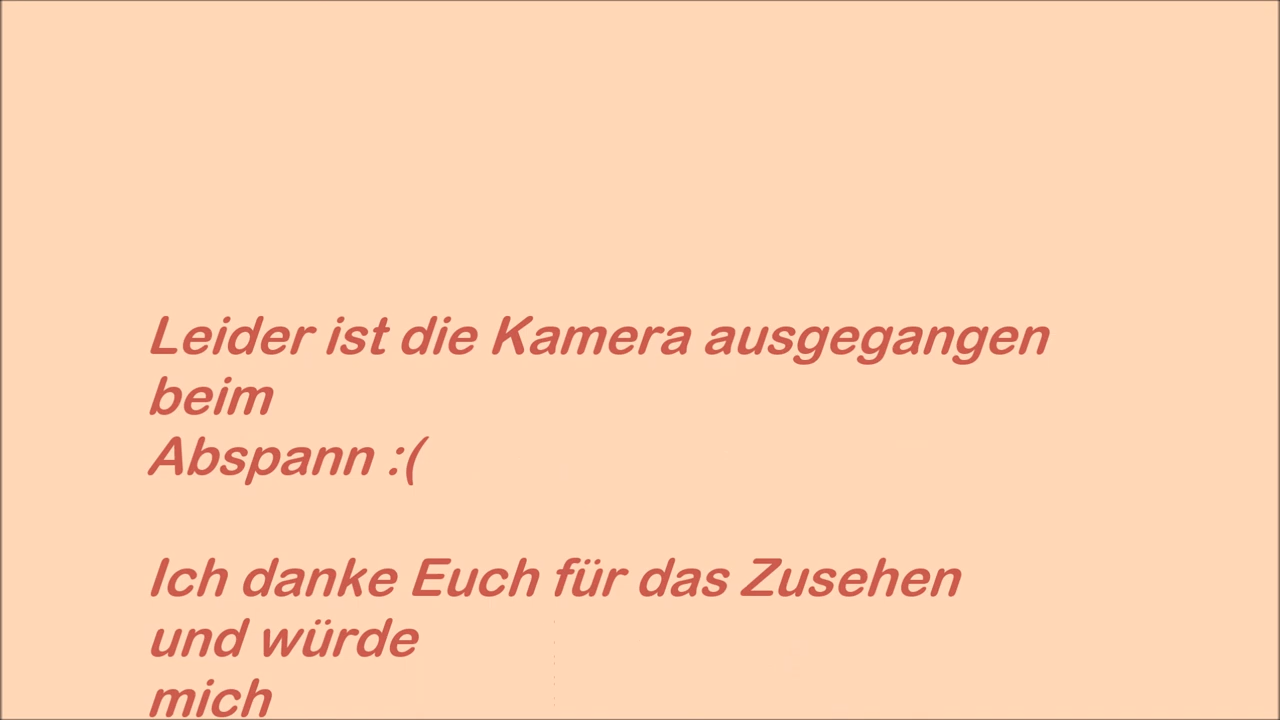 Leider ist die Kamera ausgegangen
beim
Abspann :(
Ich danke Euch für das Zusehen
und würde
mich